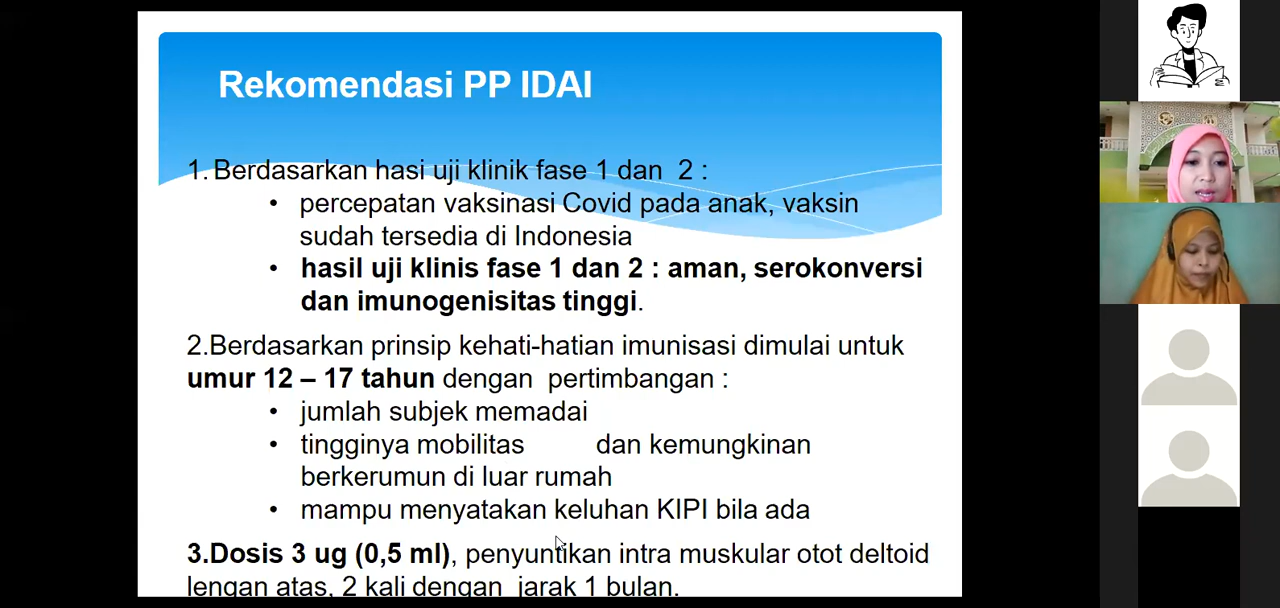 Rekomendasi PP IDAI
1. Berdasarkan hasi uji klinik fase 1 dan 2 :
• percepatan vaksinasi Covid pada anak, vaksin
sudah tersedia di Indonesia
• hasil uji klinis fase 1 dan 2 : aman, serokonversi
dan imunogenisitas tinggi.
2.Berdasarkan prinsip kehati-hatian imunisasi dimulai untuk
umur 12 – 17 tahun dengan pertimbangan :
• jumlah subjek memadai
• tingginya mobilitas dan kemungkinan
berkerumun di luar rumah
• mampu menyatakan keluhan KIPI bila ada
3.Dosis 3 ug (0,5 ml), penyuntikan intra muskular otot deltoid
lengan atas, 2 kali dengan jarak 1 bulan.